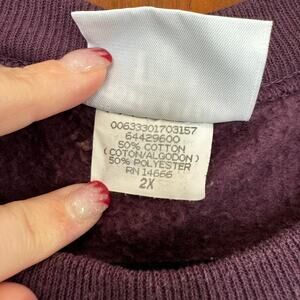 00633301703157
64429600
50% COTTON
(COTON/ALGODON)
50% POLYESTER
RN 14666
2X